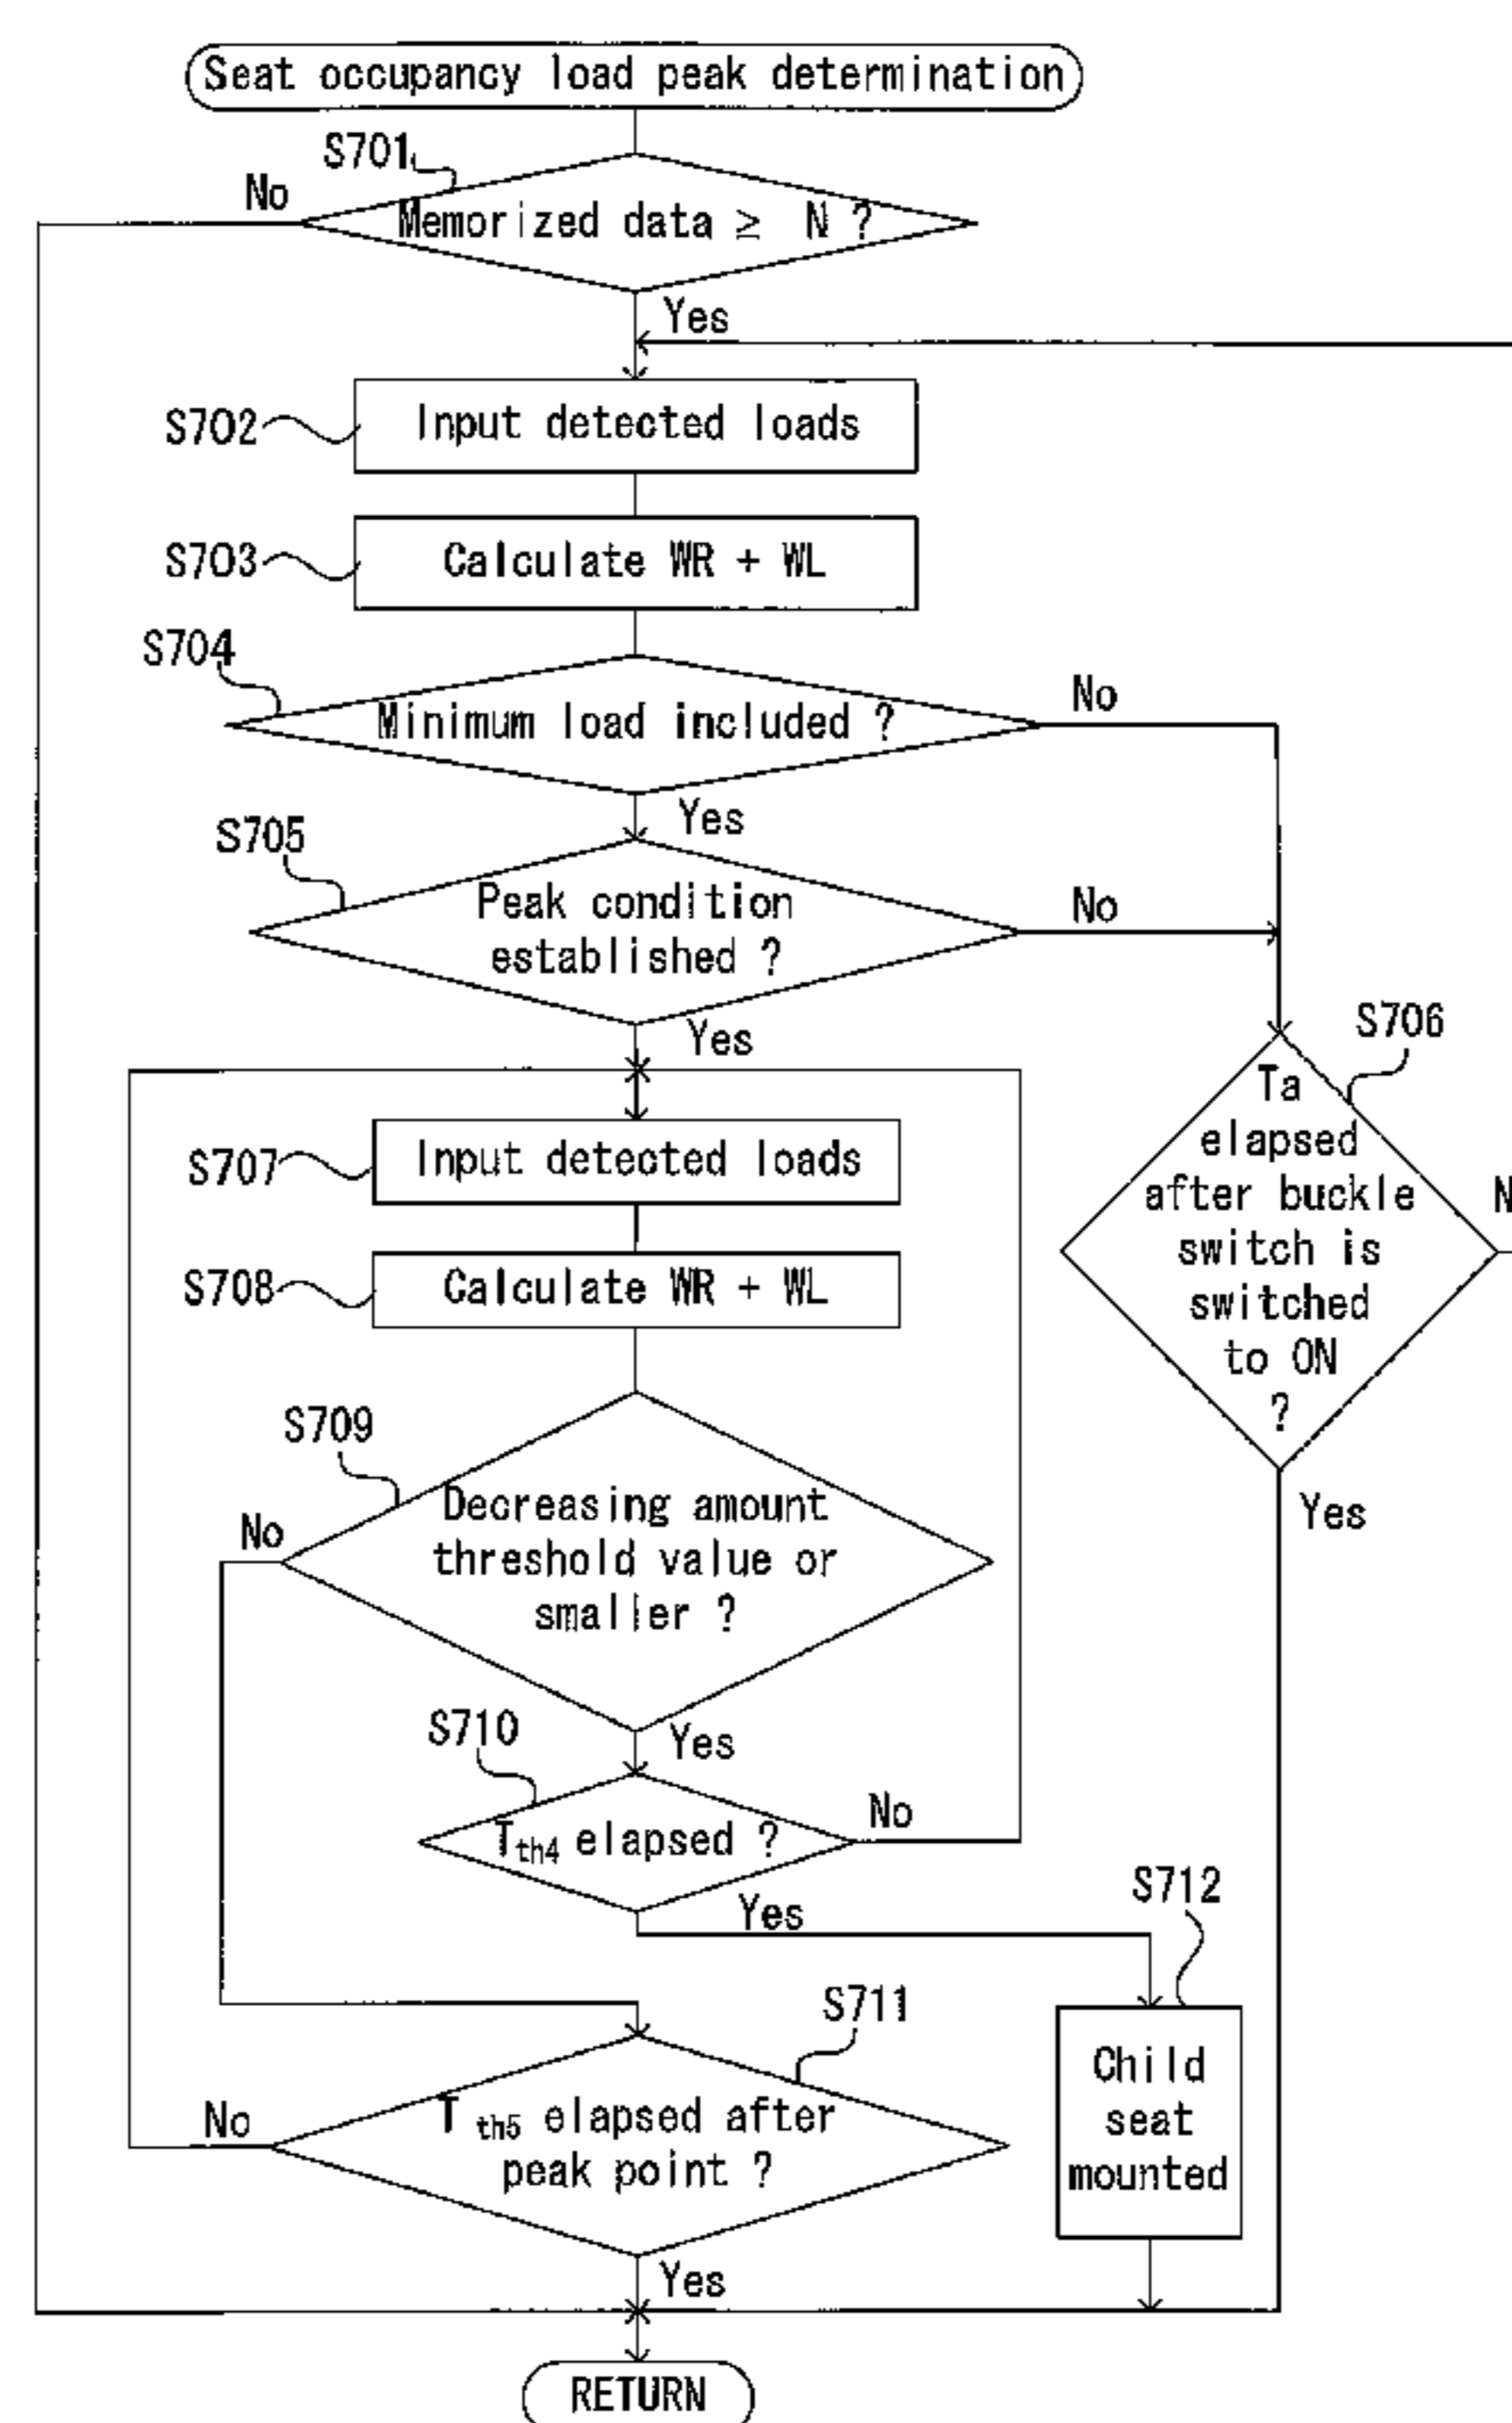 Seat occupancy load peak determination
S701
No
Memorized data ≥ N ?
Yes
S702
Input detected loads
S703
Calculate WR + WL
S704
No
Minimum load included ?
Yes
S705
Peak condition
established ?
No
Yes
S706
Ta
elapsed
after buckle
switch is
switched
to ON
?
Yes
S707
Input detected loads
S708
Calculate WR + WL
S709
No
Decreasing amount
threshold value or
smaller ?
Yes
S710
No
Tth4 elapsed ?
Yes
S712
Child
seat
mounted
S711
No
T th5 elapsed after
peak point ?
Yes
RETURN